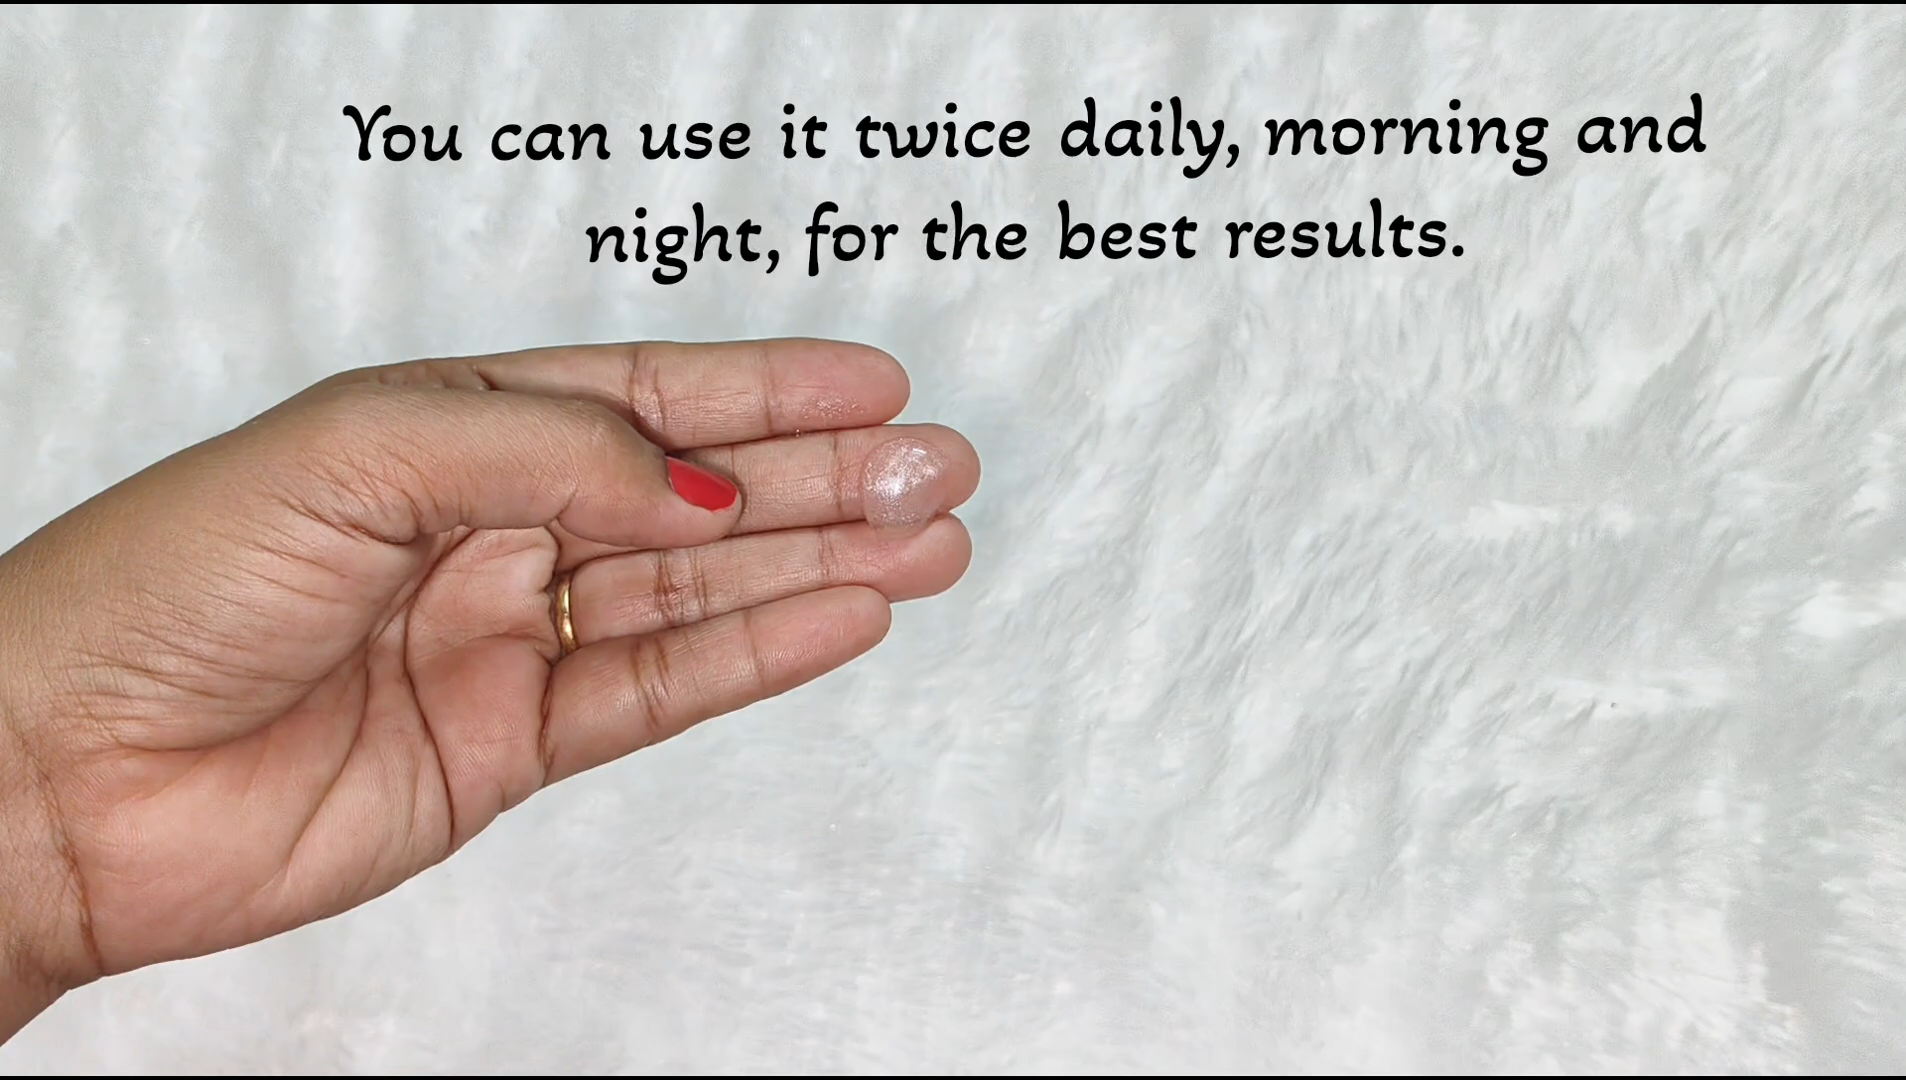 You can use it twice daily, morning and
night, for the best results.